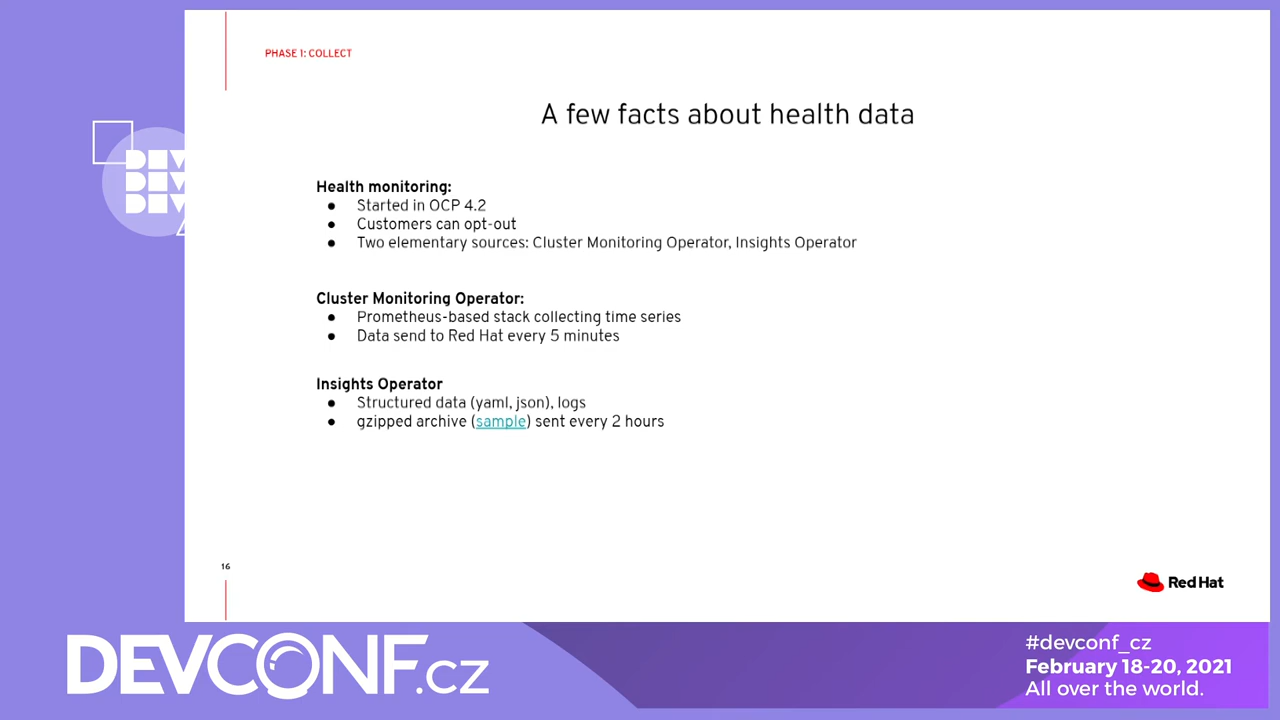 PHASE 1: COLLECT
A few facts about health data
Health monitoring:
● Started in OCP 4.2
● Customers can opt-out
● Two elementary sources: Cluster Monitoring Operator, Insights Operator
Cluster Monitoring Operator:
● Prometheus-based stack collecting time series
● Data send to Red Hat every 5 minutes
Insights Operator
● Structured data (yaml, json), logs
● gzipped archive (sample) sent every 2 hours
16
Red Hat
DEV
DEV
DEV
DEVCONF.cz
#devconf_cz
February 18-20, 2021
All over the world.